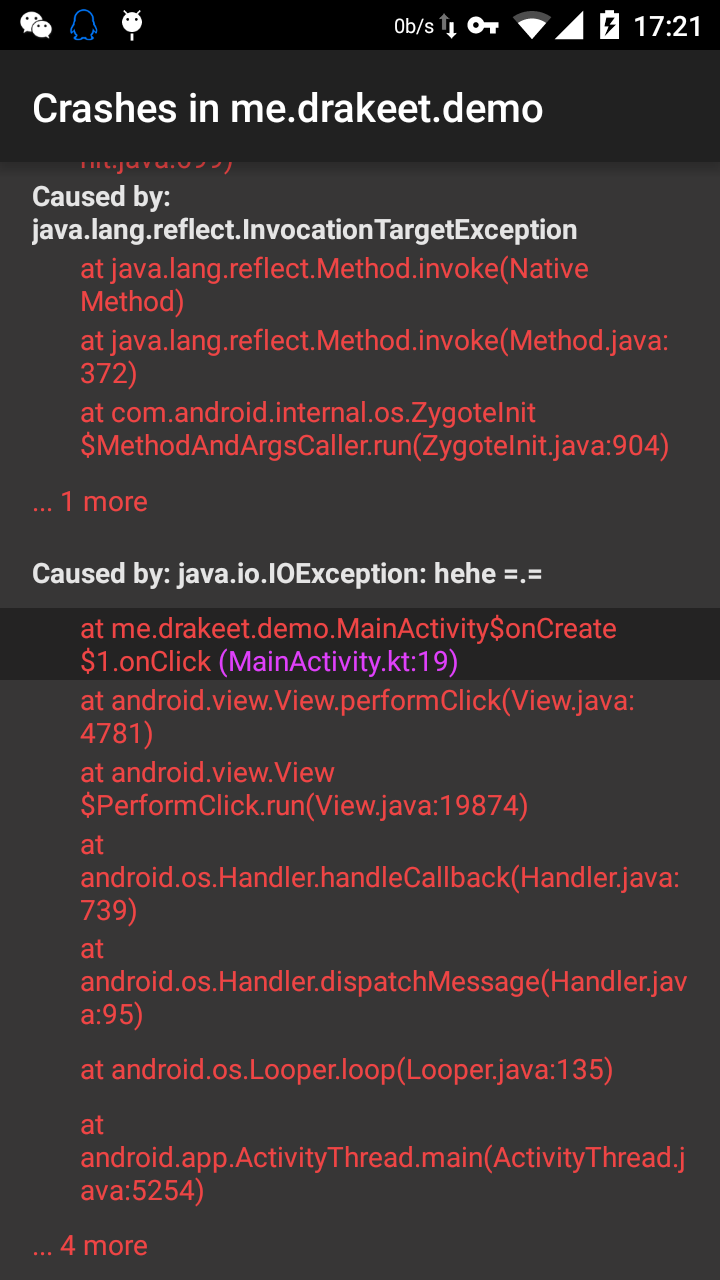 0b/s
17:21
Crashes in me.drakeet.demo
nit.java:699)
Caused by:
java.lang.reflect.InvocationTargetException
at java.lang.reflect.Method.invoke(Native
Method)
at java.lang.reflect.Method.invoke(Method.java:
372)
at com.android.internal.os.ZygoteInit
$MethodAndArgsCaller.run(ZygoteInit.java:904)
... 1 more
Caused by: java.io.IOException: hehe =.=
at me.drakeet.demo.MainActivity$onCreate
$1.onClick (MainActivity.kt:19)
at android.view.View.performClick(View.java:
4781)
at android.view.View
$PerformClick.run(View.java:19874)
at
android.os.Handler.handleCallback(Handler.java:
739)
at
android.os.Handler.dispatchMessage(Handler.jav
a:95)
at android.os.Looper.loop(Looper.java:135)
at
android.app.ActivityThread.main(ActivityThread.j
ava:5254)
... 4 more